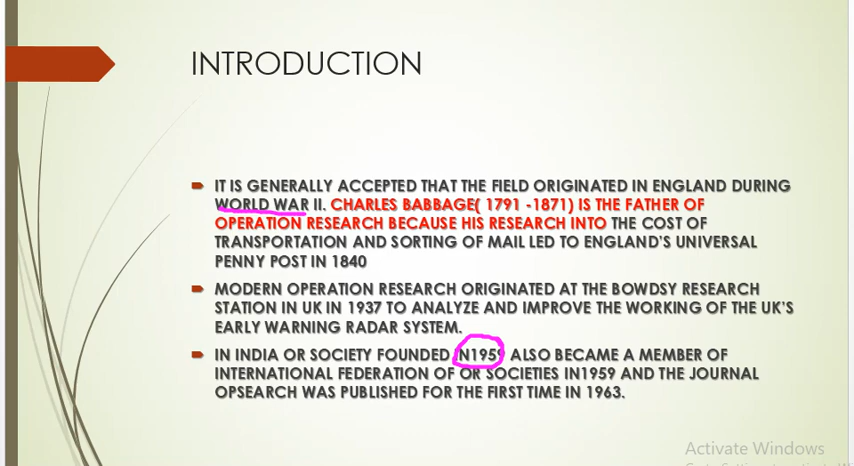 INTRODUCTION
IT IS GENERALLY ACCEPTED THAT THE FIELD ORIGINATED IN ENGLAND DURING
WORLD WAR II. CHARLES BABBAGE( 1791 -1871) IS THE FATHER OF
OPERATION RESEARCH BECAUSE HIS RESEARCH INTO THE COST OF
TRANSPORTATION AND SORTING OF MAIL LED TO ENGLAND'S UNIVERSAL
PENNY POST IN 1840
MODERN OPERATION RESEARCH ORIGINATED AT THE BOWDSY RESEARCH
STATION IN UK IN 1937 TO ANALYZE AND IMPROVE THE WORKING OF THE UK'S
EARLY WARNING RADAR SYSTEM.
IN INDIA OR SOCIETY FOUNDED IN1959 ALSO BECAME A MEMBER OF
INTERNATIONAL FEDERATION OF OR SOCIETIES IN1959 AND THE JOURNAL
OPSEARCH WAS PUBLISHED FOR THE FIRST TIME IN 1963.
Activate Windows